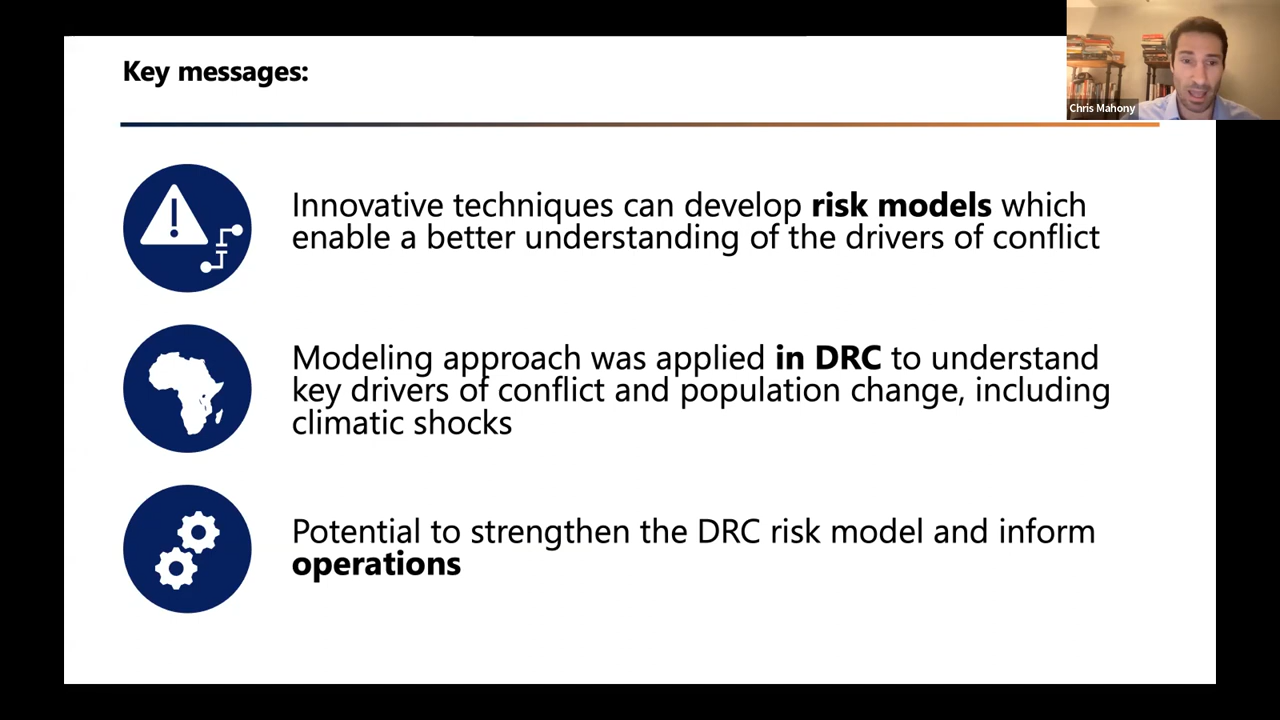 Key messages:
Chris Mahony
Innovative techniques can develop risk models which
enable a better understanding of the drivers of conflict
Modeling approach was applied in DRC to understand
key drivers of conflict and population change, including
climatic shocks
Potential to strengthen the DRC risk model and inform
operations